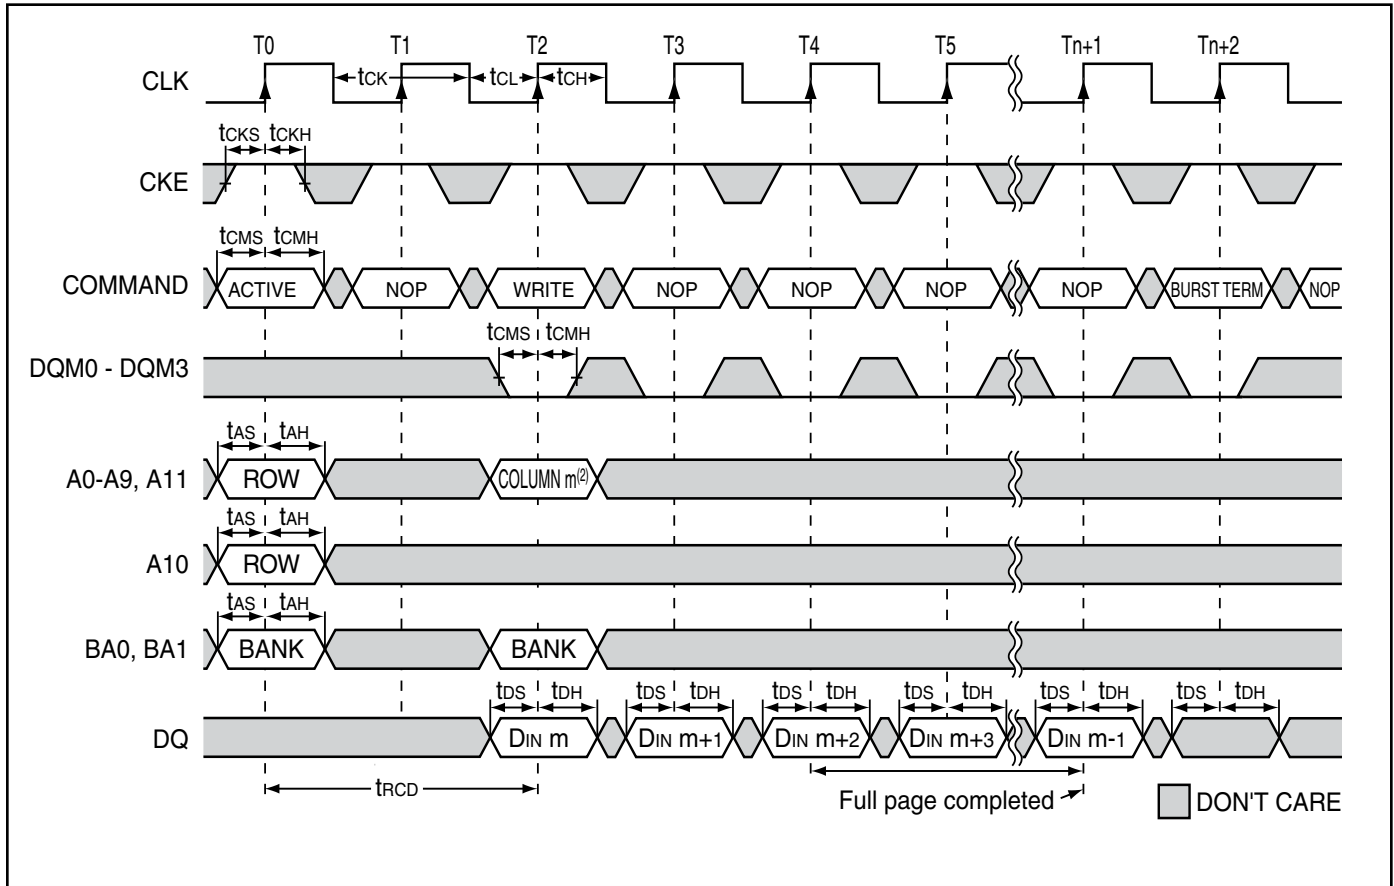 T0 T1 T2 T3 T4 T5 Tn+1 Tn+2
CLK tCK tCL tCH
tCKS tCKH
CKE
tCMS tCMH
COMMAND ACTIVE NOP WRITE NOP NOP NOP NOP BURST TERM NOP
tCMS tCMH
DQM0 - DQM3
tAS tAH
A0-A9, A11 ROW COLUMN m(2)
tAS tAH
A10 ROW
tAS tAH
BA0, BA1 BANK BANK
tDS tDH tDS tDH tDS tDH tDS tDH tDS tDH tDS tDH
DQ DIN m DIN m+1 DIN m+2 DIN m+3 DIN m-1
tRCD
Full page completed
DON'T CARE